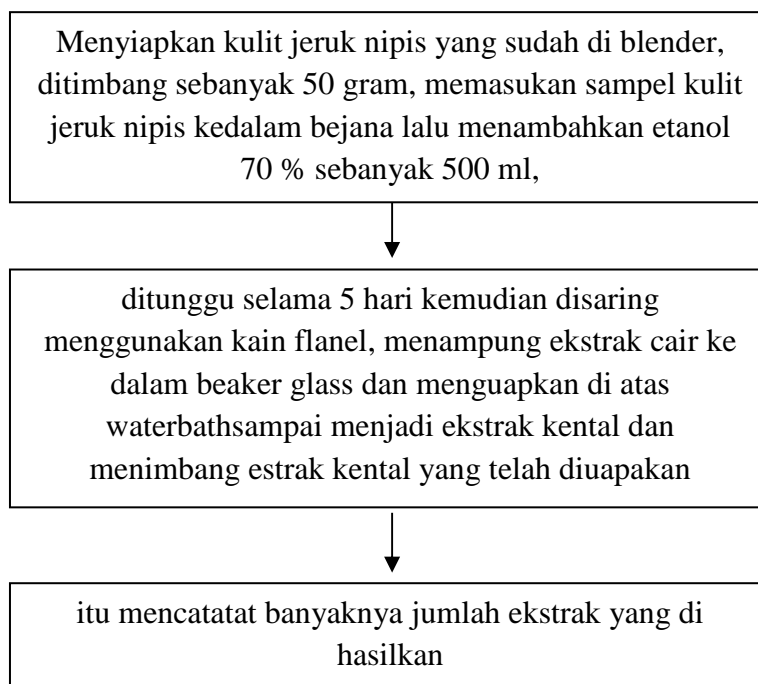 Menyiapkan kulit jeruk nipis yang sudah di blender,
ditimbang sebanyak 50 gram, memasukan sampel kulit
jeruk nipis kedalam bejana lalu menambahkan etanol
70 % sebanyak 500 ml,
ditunggu selama 5 hari kemudian disaring
menggunakan kain flanel, menampung ekstrak cair ke
dalam beaker glass dan menguapkan di atas
waterbathsampai menjadi ekstrak kental dan
menimbang estrak kental yang telah diuapakan
itu mencatatat banyaknya jumlah ekstrak yang di
hasilkan